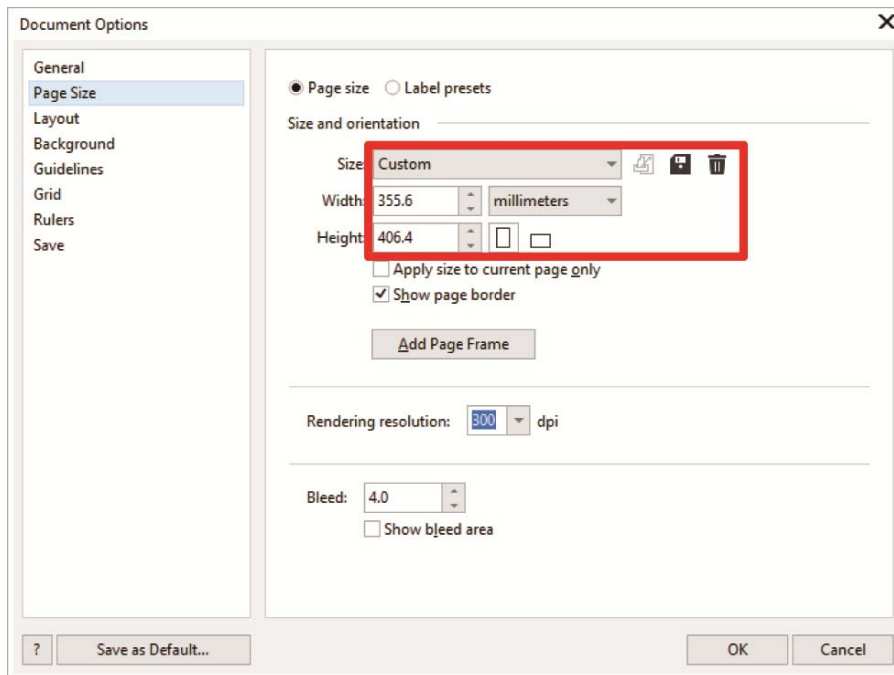 Document Options
General
Page Size
Layout
Background
Guidelines
Grid
Rulers
Save
Page size Label presets
Size and orientation
Size: Custom
Width: 355.6 millimeters
Height: 406.4
Apply size to current page only
Show page border
Add Page Frame
Rendering resolution: 300 dpi
Bleed: 4.0
Show bleed area
? Save as Default... OK Cancel